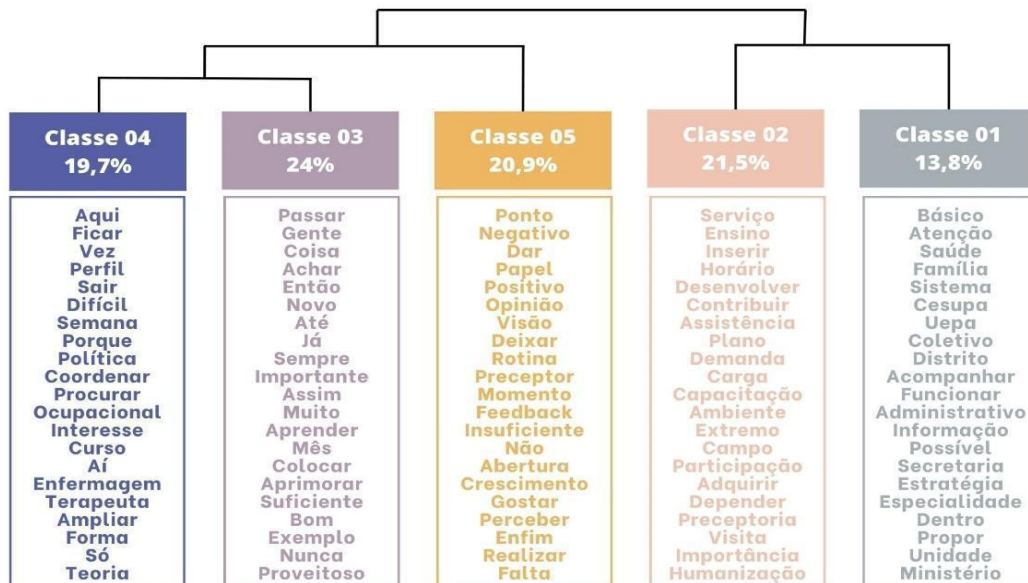 Classe 04
19,7%
Aqui
Ficar
Vez
Perfil
Sair
Difícil
Semana
Porque
Política
Coordenar
Procurar
Ocupacional
Interesse
Curso
Aí
Enfermagem
Terapeuta
Ampliar
Forma
Só
Teoria
Classe 03
24%
Passar
Gente
Coisa
Achar
Então
Novo
Até
Já
Sempre
Importante
Assim
Muito
Aprender
Mês
Colocar
Aprimorar
Suficiente
Bom
Exemplo
Nunca
Proveitoso
Classe 05
20,9%
Ponto
Negativo
Dar
Papel
Positivo
Opinião
Visão
Deixar
Rotina
Preceptor
Momento
Feedback
Insuficiente
Não
Abertura
Crescimento
Gostar
Perceber
Enfim
Realizar
Falta
Classe 02
21,5%
Serviço
Ensino
Inserir
Horário
Desenvolver
Contribuir
Assistência
Plano
Demanda
Carga
Capacitação
Ambiente
Extremo
Campo
Participação
Adquirir
Depender
Preceptoria
Visita
Importância
Humanização
Classe 01
13,8%
Básico
Atenção
Saúde
Família
Sistema
Cesupa
Uepa
Coletivo
Distrito
Acompanhar
Funcionar
Administrativo
Informação
Possível
Secretaria
Estratégia
Especialidade
Dentro
Propor
Unidade
Ministério